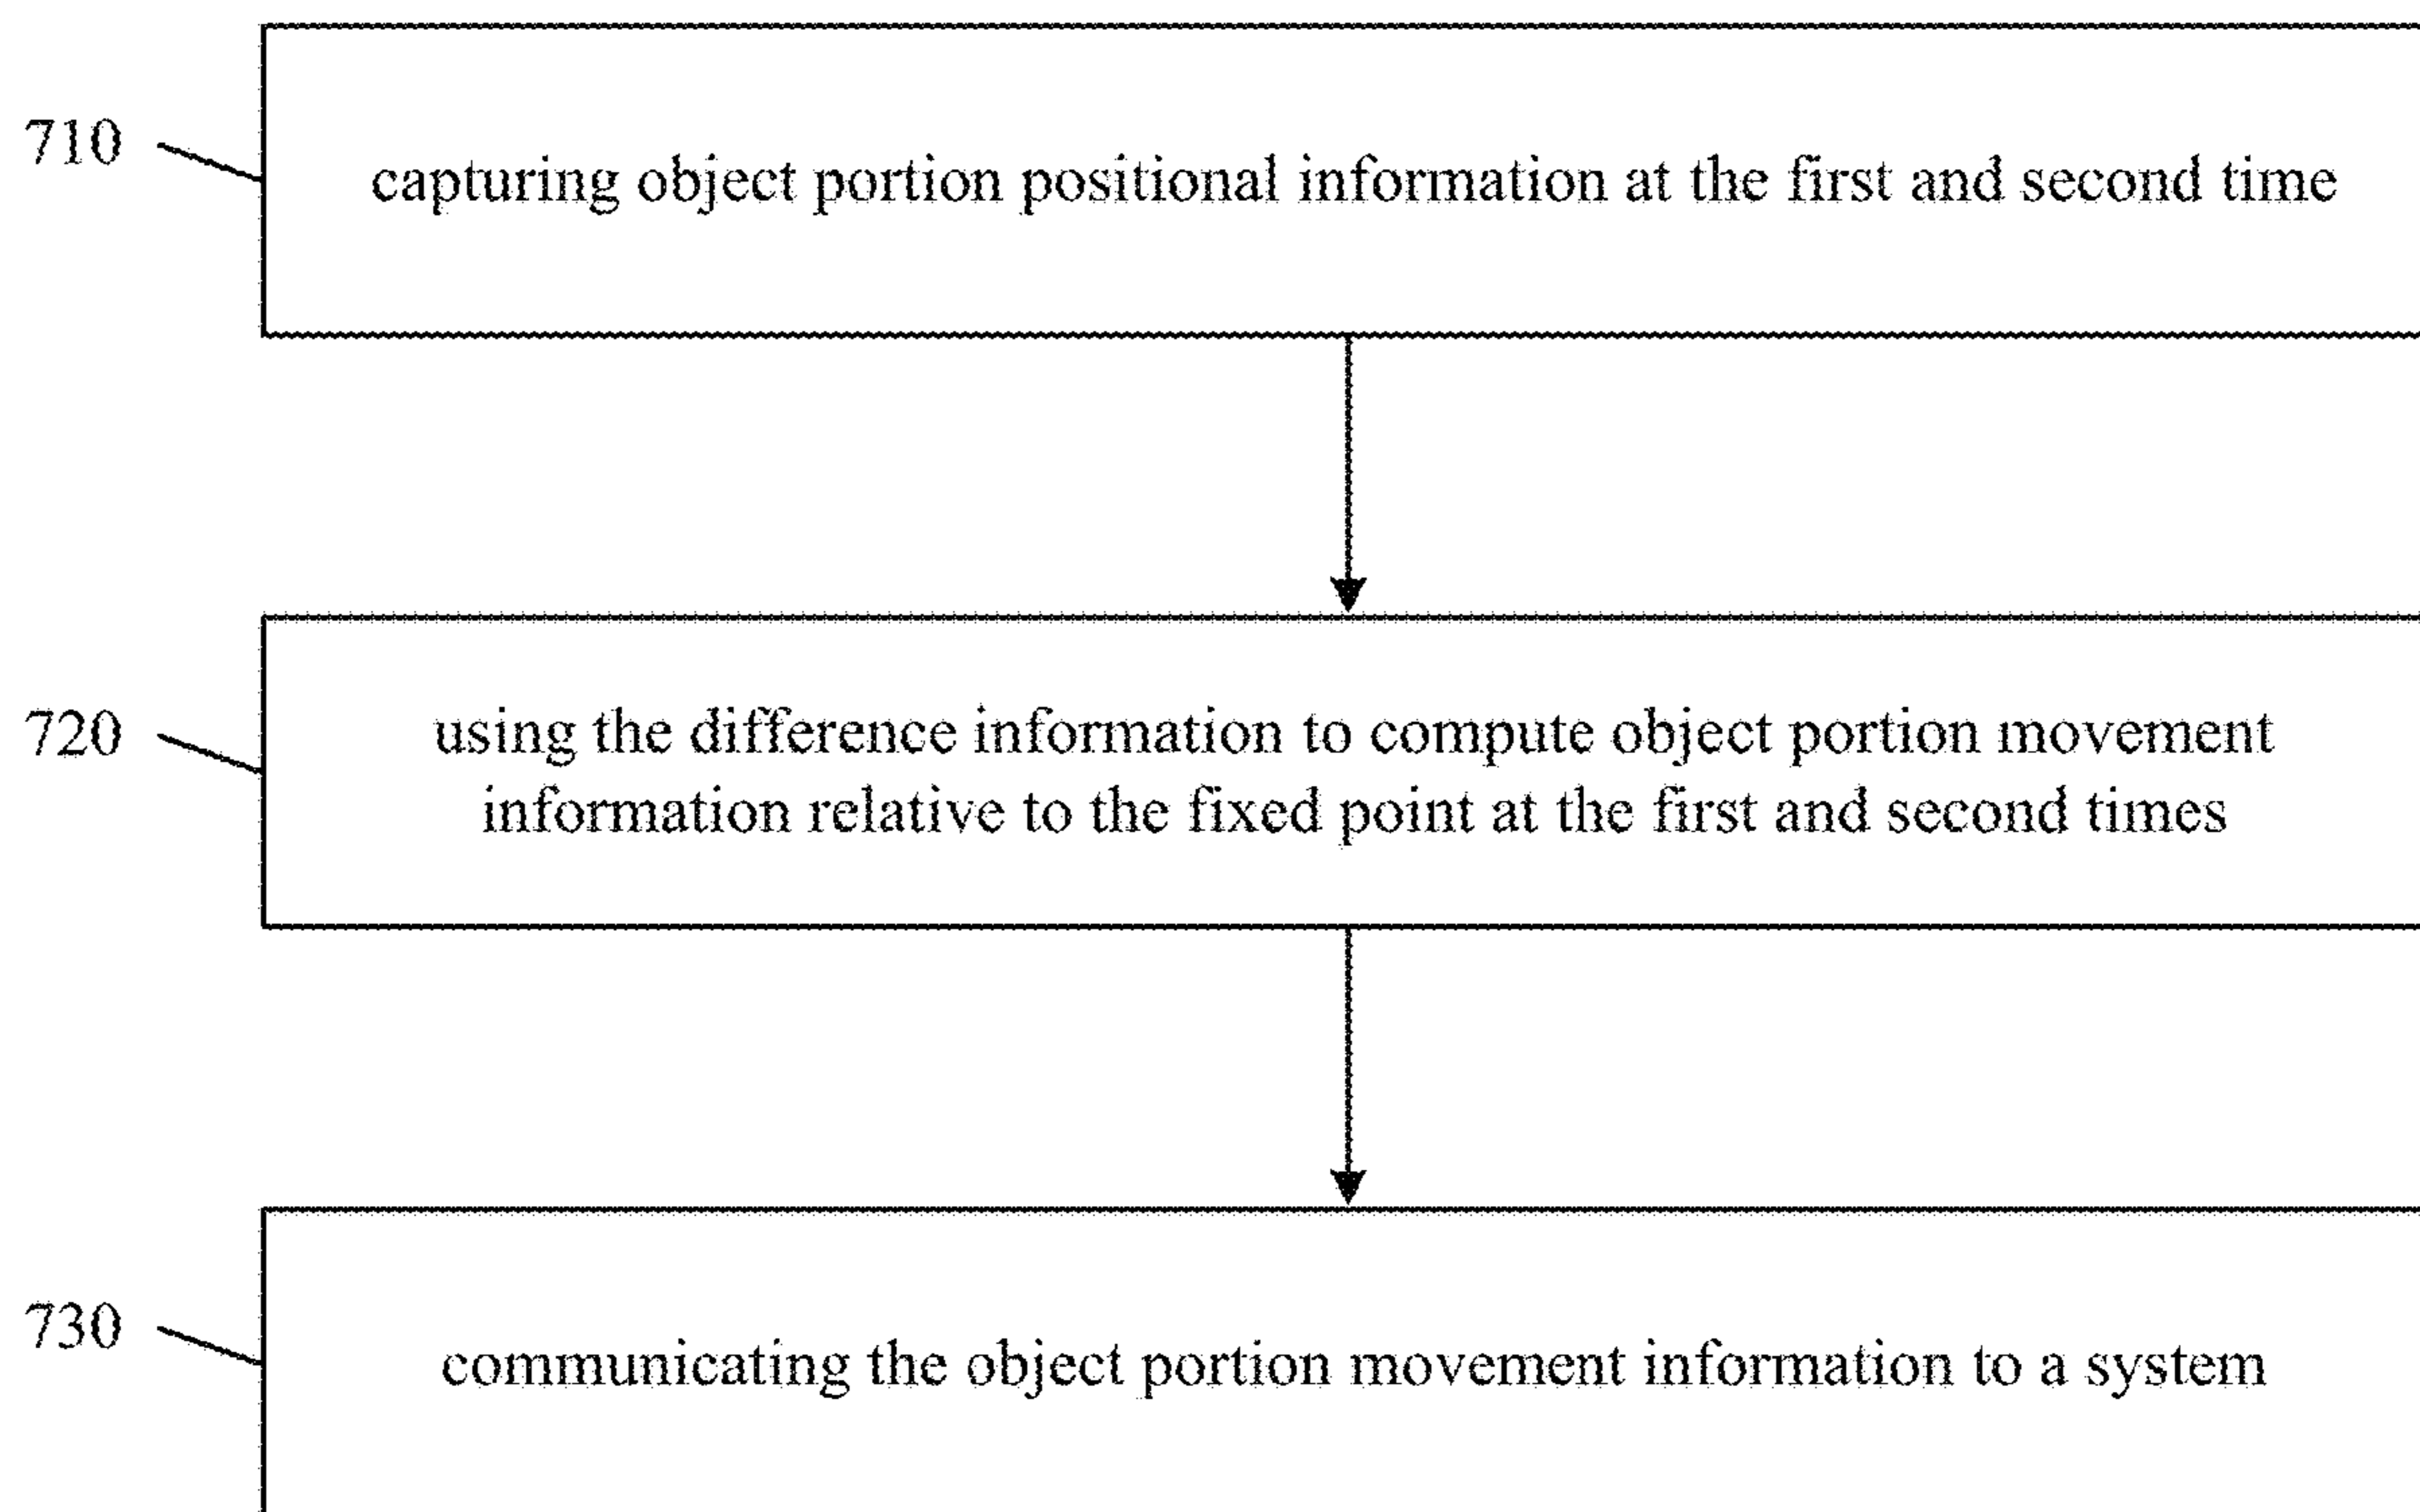 710
capturing object portion positional information at the first and second time
720
using the difference information to compute object portion movement
information relative to the fixed point at the first and second times
730
communicating the object portion movement information to a system